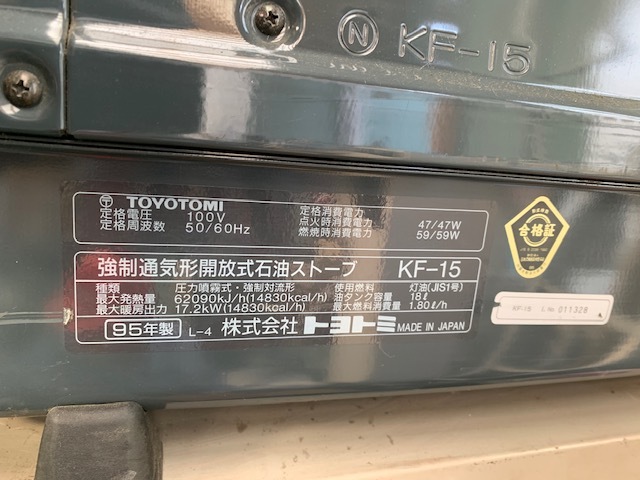 N KF-15
TOYOTOMI
定格電圧 100V
定格周波数 50/60Hz
定格消費電力
点火時消費電力 47/47W
燃焼時消費電力 59/59W
強制通気形開放式石油ストーブ KF-15
種類 圧力噴霧式・強制対流形
最大発熱量 62090kJ/h(14830kcal/h)
最大暖房出力 17.2kW(14830kcal/h)
使用燃料 灯油(JIS1号)
油タンク容量 18ℓ
最大燃料消費量 1.80ℓ/h
95年製 L-4 株式会社 トヨトミ MADE IN JAPAN
合格証
KF-15 L-No. 011328